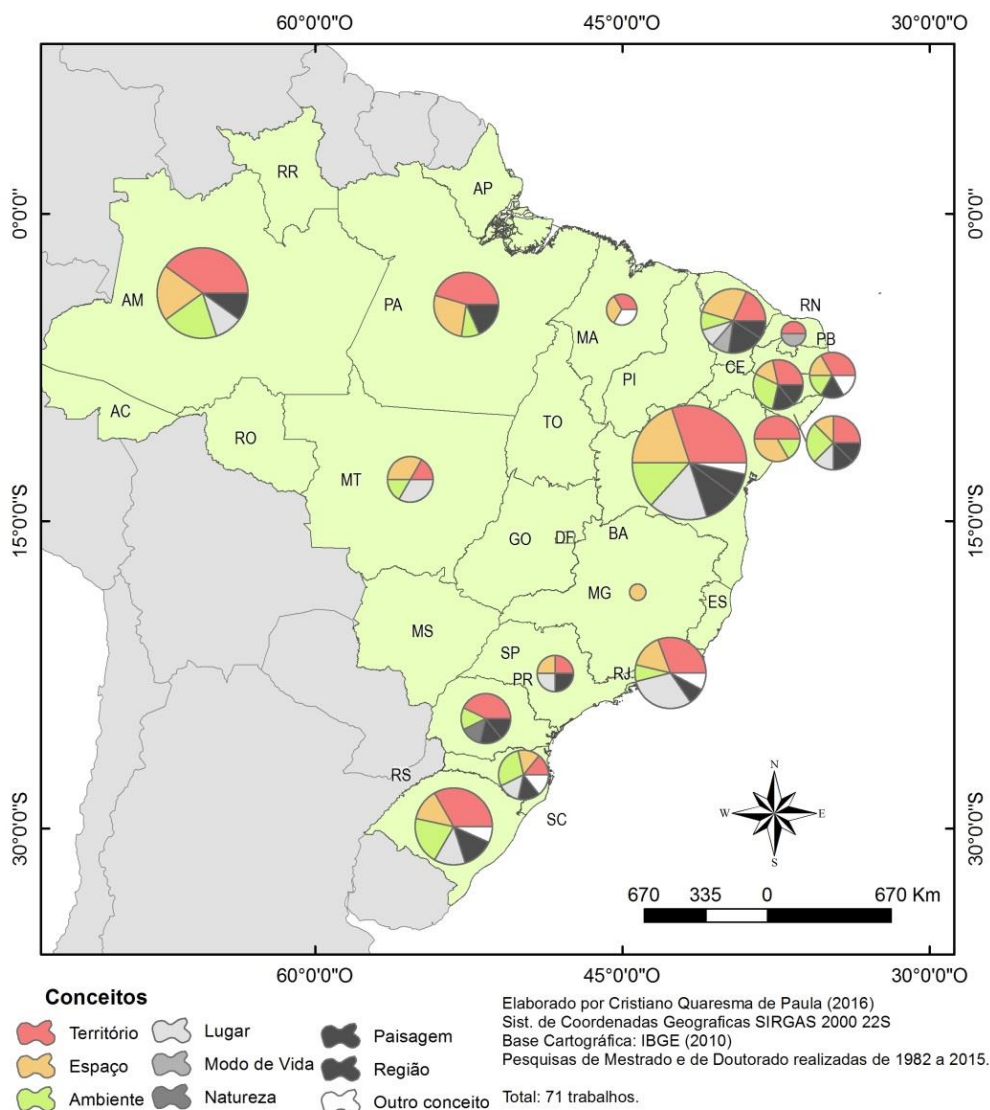 60°0'0"O 45°0'0"O 30°0'0"O
0°0'0"
0°0'0"
RR
AP
AM
PA
MA
CE
RN
PB
PI
AC
TO
RO
MT
15°0'0"S
15°0'0"S
GO
DF
BA
MG
ES
MS
SP
RJ
PR
RS
SC
N
W
E
S
30°0'0"S
30°0'0"S
670 335 0 670 Km
60°0'0"O 45°0'0"O 30°0'0"O
Conceitos
Território
Espaço
Ambiente
Lugar
Modo de Vida
Natureza
Paisagem
Região
Outro conceito
Elaborado por Cristiano Quaresma de Paula (2016)
Sist. de Coordenadas Geograficas SIRGAS 2000 22S
Base Cartográfica: IBGE (2010)
Pesquisas de Mestrado e de Doutorado realizadas de 1982 a 2015.
Total: 71 trabalhos.